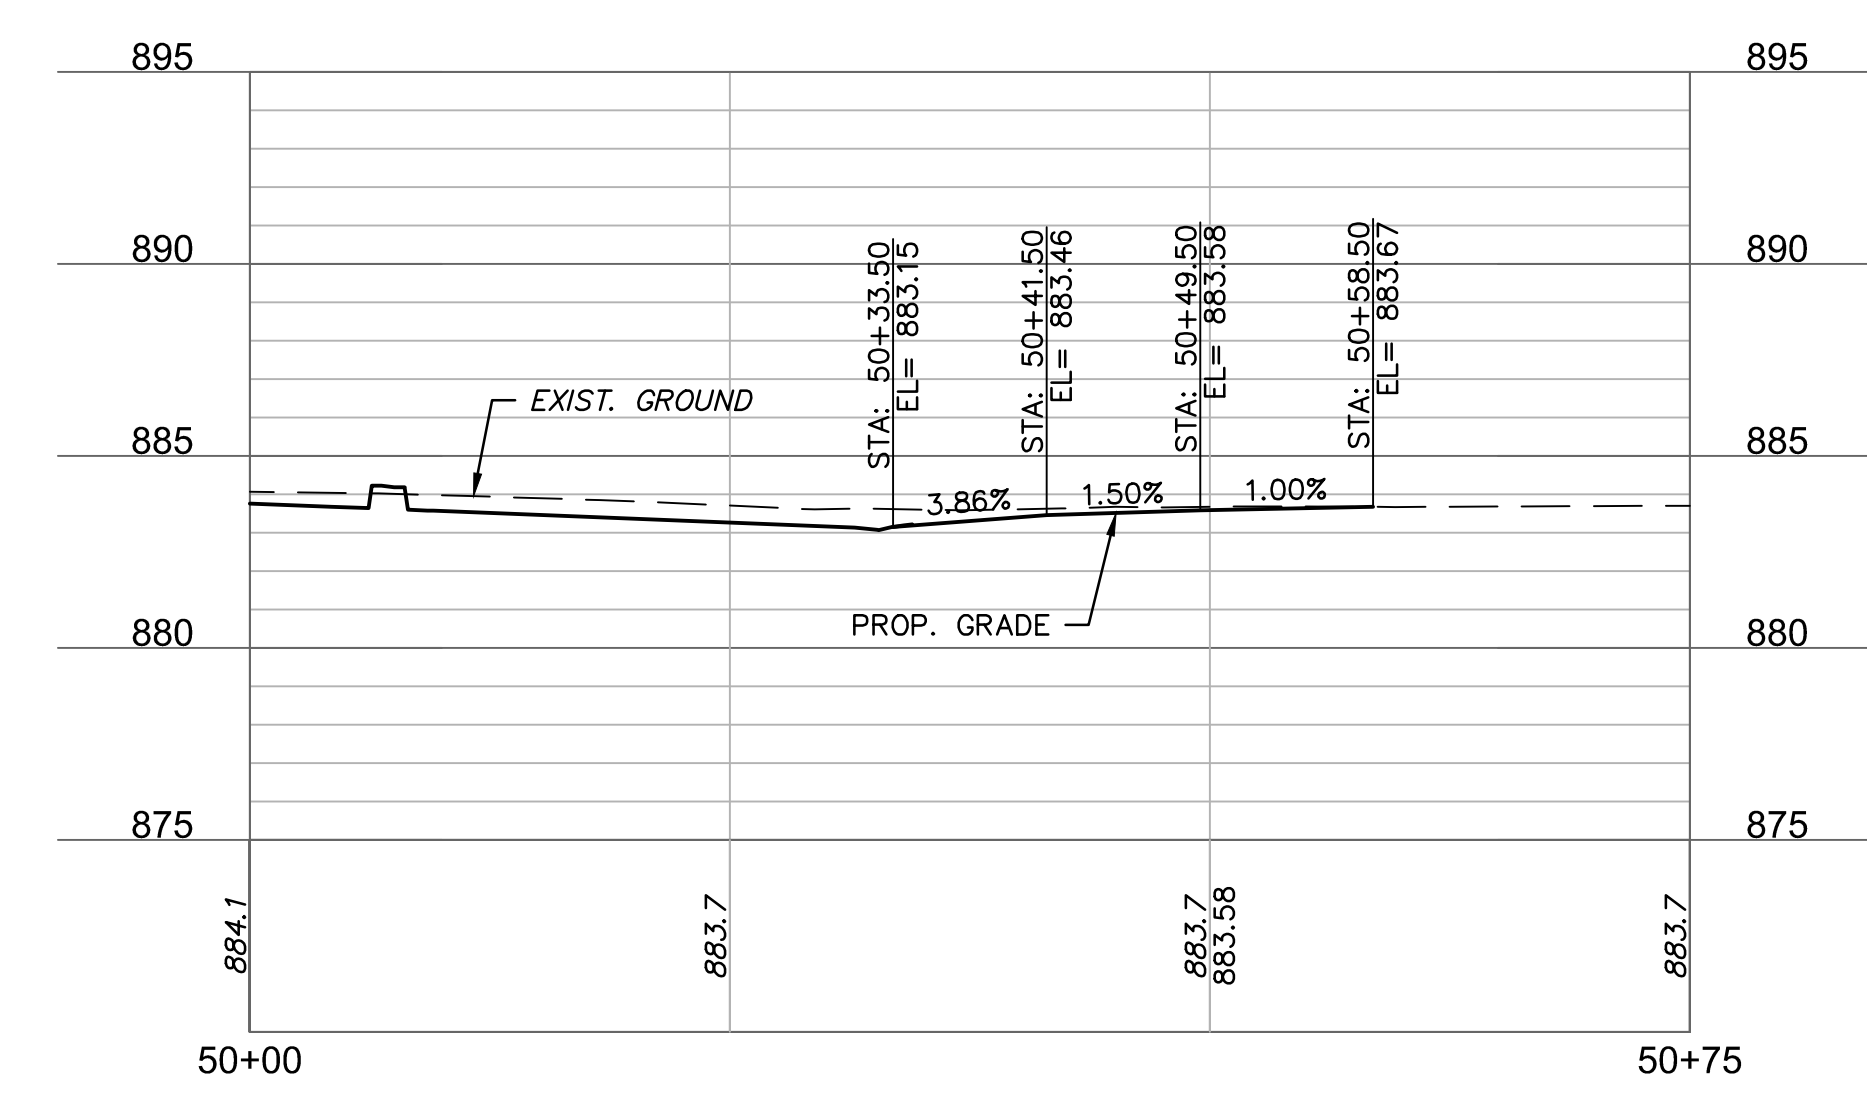 895
895
890
890
885
885
880
880
875
875
STA: 50+33.50
EL= 883.15
STA: 50+41.50
EL= 883.46
STA: 50+49.50
EL= 883.58
STA: 50+58.50
EL= 883.67
EXIST. GROUND
3.86%
1.50%
1.00%
PROP. GRADE
884.1
883.7
883.7
883.58
883.7
50+00
50+75